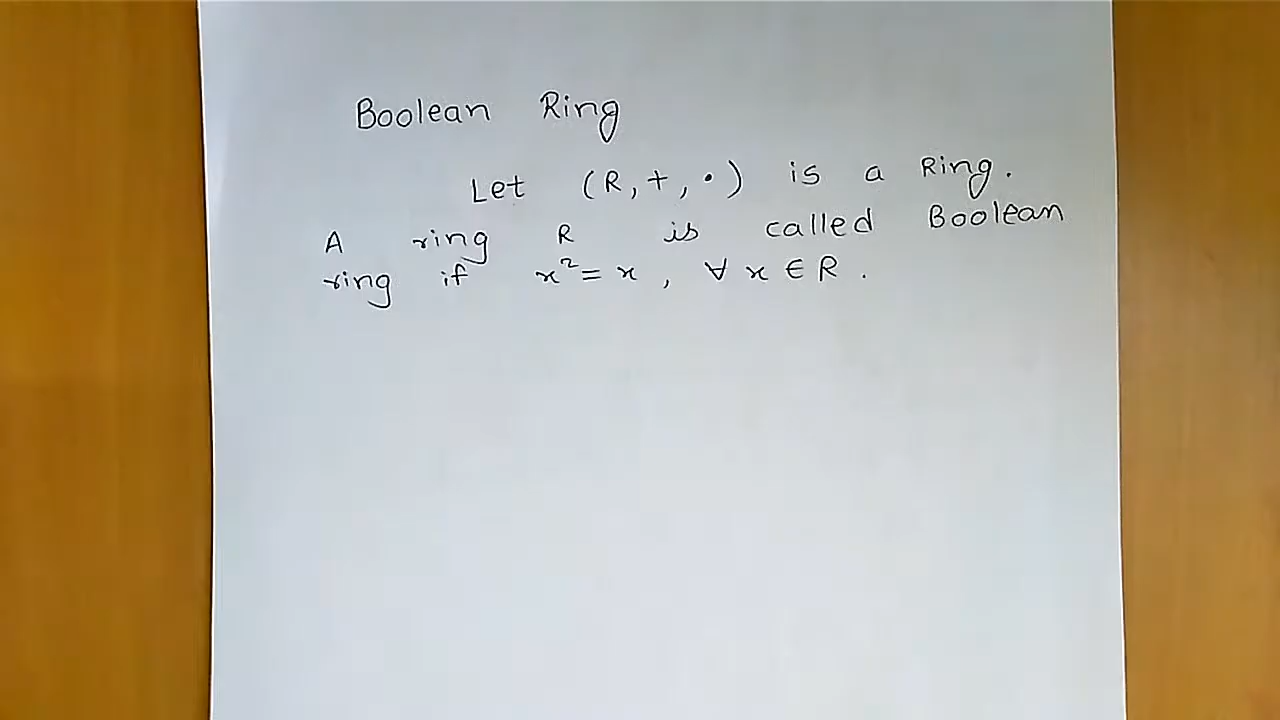 Boolean Ring
Let (R, +, •) is a Ring.
A ring R is called Boolean
ring if x² = x , ∀ x ∈ R .